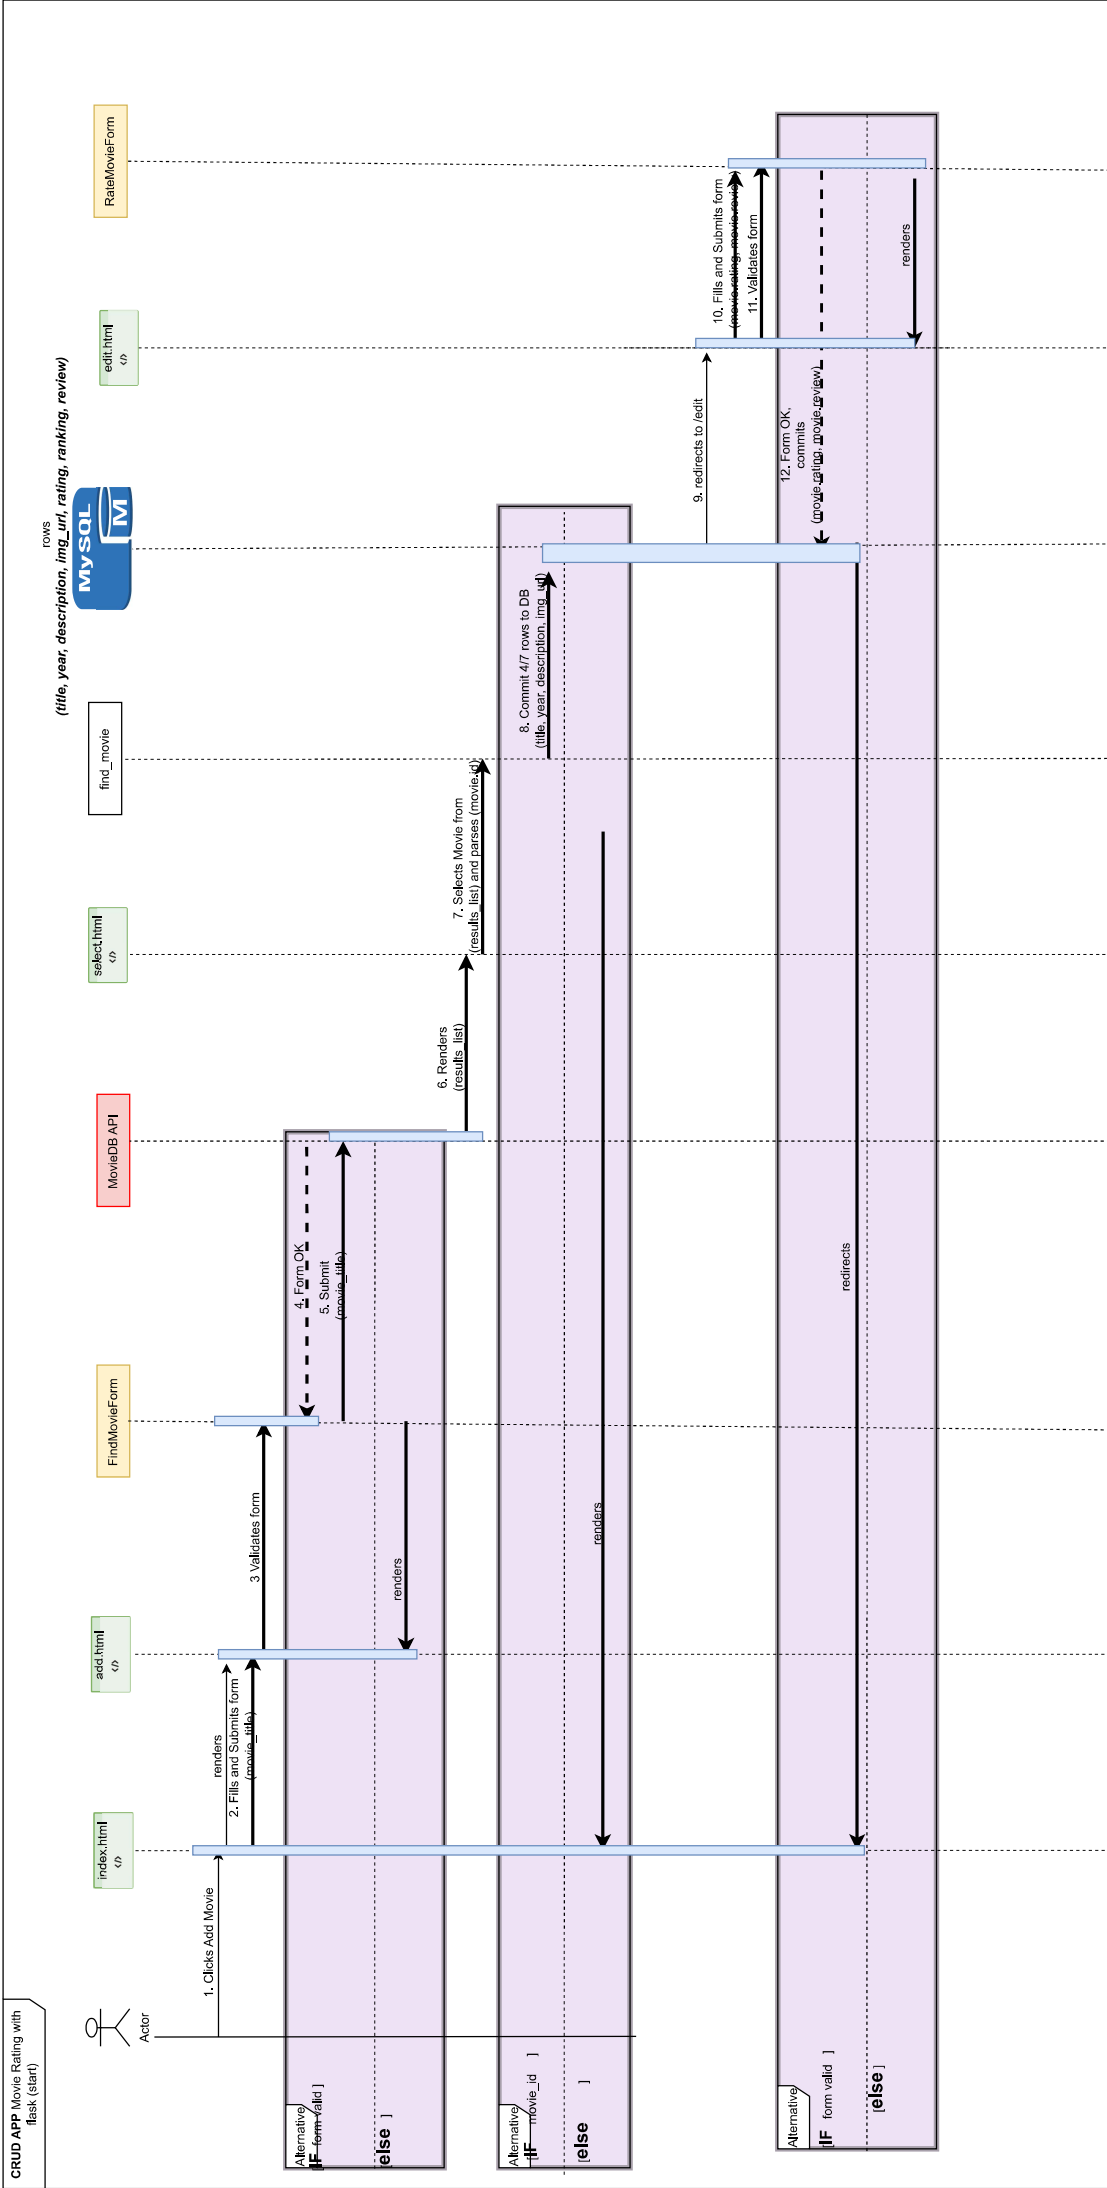 CRUD APP Movie Rating with
flask (start)
Actor
index.html
</>
add.html
</>
FindMovieForm
MovieDB API
select.html
</>
find_movie
rows
(title, year, description, img_url, rating, ranking, review)
MySQL
M
edit.html
</>
RateMovieForm
1. Clicks Add Movie
renders
2. Fills and Submits form
(movie_title)
3 Validates form
Alternative
[IF form valid ]
4. Form OK
5. Submit
(movie_title)
[else ]
renders
6. Renders
(results_list)
7. Selects Movie from
(results_list) and parses (movie.id)
Alternative
[IF movie_id ]
8. Commit 4/7 rows to DB
(title, year, description, img_url)
[else ]
renders
9. redirects to /edit
10. Fills and Submits form
(movie.rating, movie.review)
11. Validates form
Alternative
[IF form valid ]
12. Form OK,
commits
(movie.rating, movie.review)
redirects
[else ]
renders